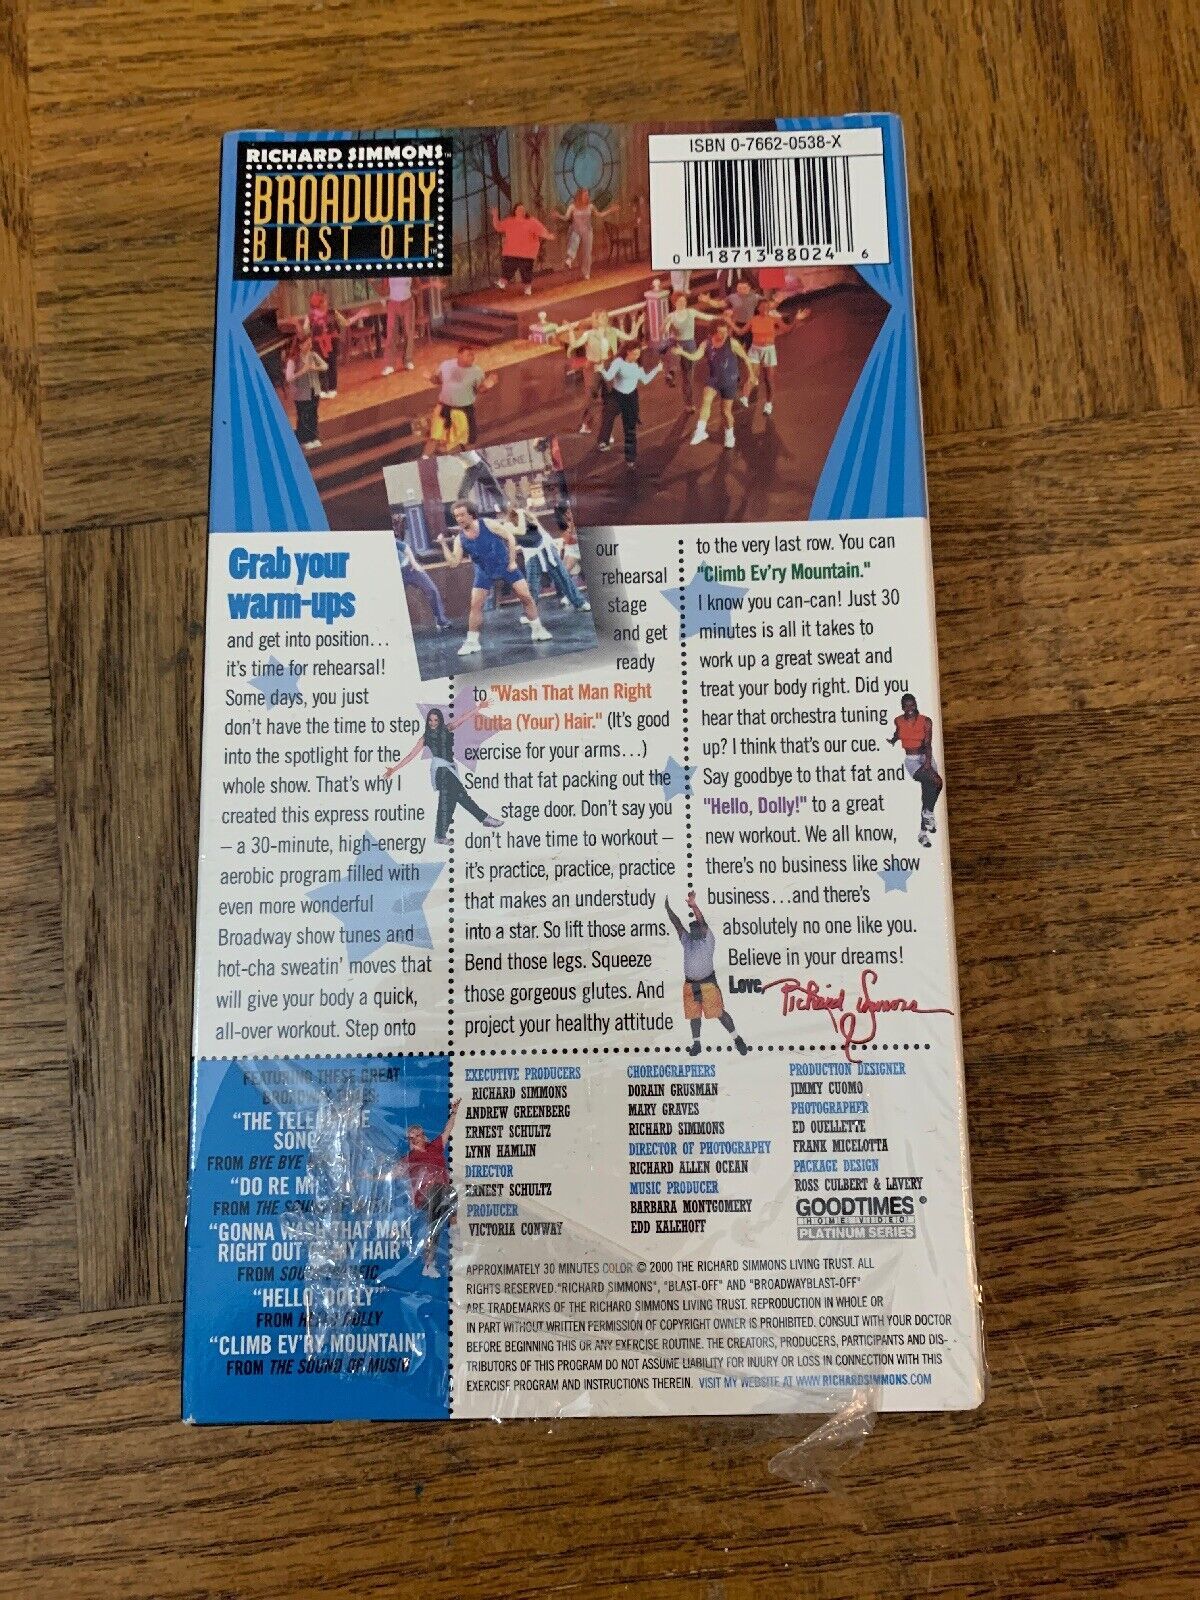 RICHARD SIMMONS™
BROADWAY
BLAST OFF™
ISBN 0-7662-0538-X
0 18713 88024 6
SCENE
Grab your
warm-ups
and get into position...
it's time for rehearsal!
Some days, you just
don't have the time to step
into the spotlight for the
whole show. That's why I
created this express routine
– a 30-minute, high-energy
aerobic program filled with
even more wonderful
Broadway show tunes and
hot-cha sweatin' moves that
will give your body a quick,
all-over workout. Step onto
our
rehearsal
stage
and get
ready
to "Wash That Man Right
Outta (Your) Hair." (It's good
exercise for your arms...)
Send that fat packing out the
stage door. Don't say you
don't have time to workout –
it's practice, practice, practice
that makes an understudy
into a star. So lift those arms.
Bend those legs. Squeeze
those gorgeous glutes. And
project your healthy attitude
to the very last row. You can
"Climb Ev'ry Mountain."
I know you can-can! Just 30
minutes is all it takes to
work up a great sweat and
treat your body right. Did you
hear that orchestra tuning
up? I think that's our cue.
Say goodbye to that fat and
"Hello, Dolly!" to a great
new workout. We all know,
there's no business like show
business...and there's
absolutely no one like you.
Believe in your dreams!
Love,
Richard Simmons
FEATURING THESE GREAT
BROADWAY TUNES:
"THE TELEPHONE
SONG
FROM BYE BYE
"DO RE MI
FROM THE SOUND OF MUSIC
"GONNA WASH THAT MAN
RIGHT OUT OF MY HAIR"
FROM
"HELLO, DOLLY"
FROM HELLO DOLLY
"CLIMB EV'RY MOUNTAIN"
FROM THE SOUND OF MUSIC
EXECUTIVE PRODUCERS
RICHARD SIMMONS
ANDREW GREENBERG
ERNEST SCHULTZ
LYNN HAMLIN
DIRECTOR
ERNEST SCHULTZ
PRODUCER
VICTORIA CONWAY
CHOREOGRAPHERS
DORAIN GRUSMAN
MARY GRAVES
RICHARD SIMMONS
DIRECTOR OF PHOTOGRAPHY
RICHARD ALLEN OCEAN
MUSIC PRODUCER
BARBARA MONTGOMERY
EDD KALEHOFF
PRODUCTION DESIGNER
JIMMY CUOMO
PHOTOGRAPHER
ED OUELLETTE
FRANK MICELOTTA
PACKAGE DESIGN
ROSS CULBERT & LAVERY
GOODTIMES®
HOME VIDEO
PLATINUM SERIES
APPROXIMATELY 30 MINUTES COLOR © 2000 THE RICHARD SIMMONS LIVING TRUST. ALL
RIGHTS RESERVED. "RICHARD SIMMONS", "BLAST-OFF" AND "BROADWAYBLAST-OFF"
ARE TRADEMARKS OF THE RICHARD SIMMONS LIVING TRUST. REPRODUCTION IN WHOLE OR
IN PART WITHOUT WRITTEN PERMISSION OF COPYRIGHT OWNER IS PROHIBITED. CONSULT WITH YOUR DOCTOR
BEFORE BEGINNING THIS OR ANY EXERCISE ROUTINE. THE CREATORS, PRODUCERS, PARTICIPANTS AND DIS-
TRIBUTORS OF THIS PROGRAM DO NOT ASSUME LIABILITY FOR INJURY OR LOSS IN CONNECTION WITH THIS
EXERCISE PROGRAM AND INSTRUCTIONS THEREIN. VISIT MY WEBSITE AT WWW.RICHARDSIMMONS.COM